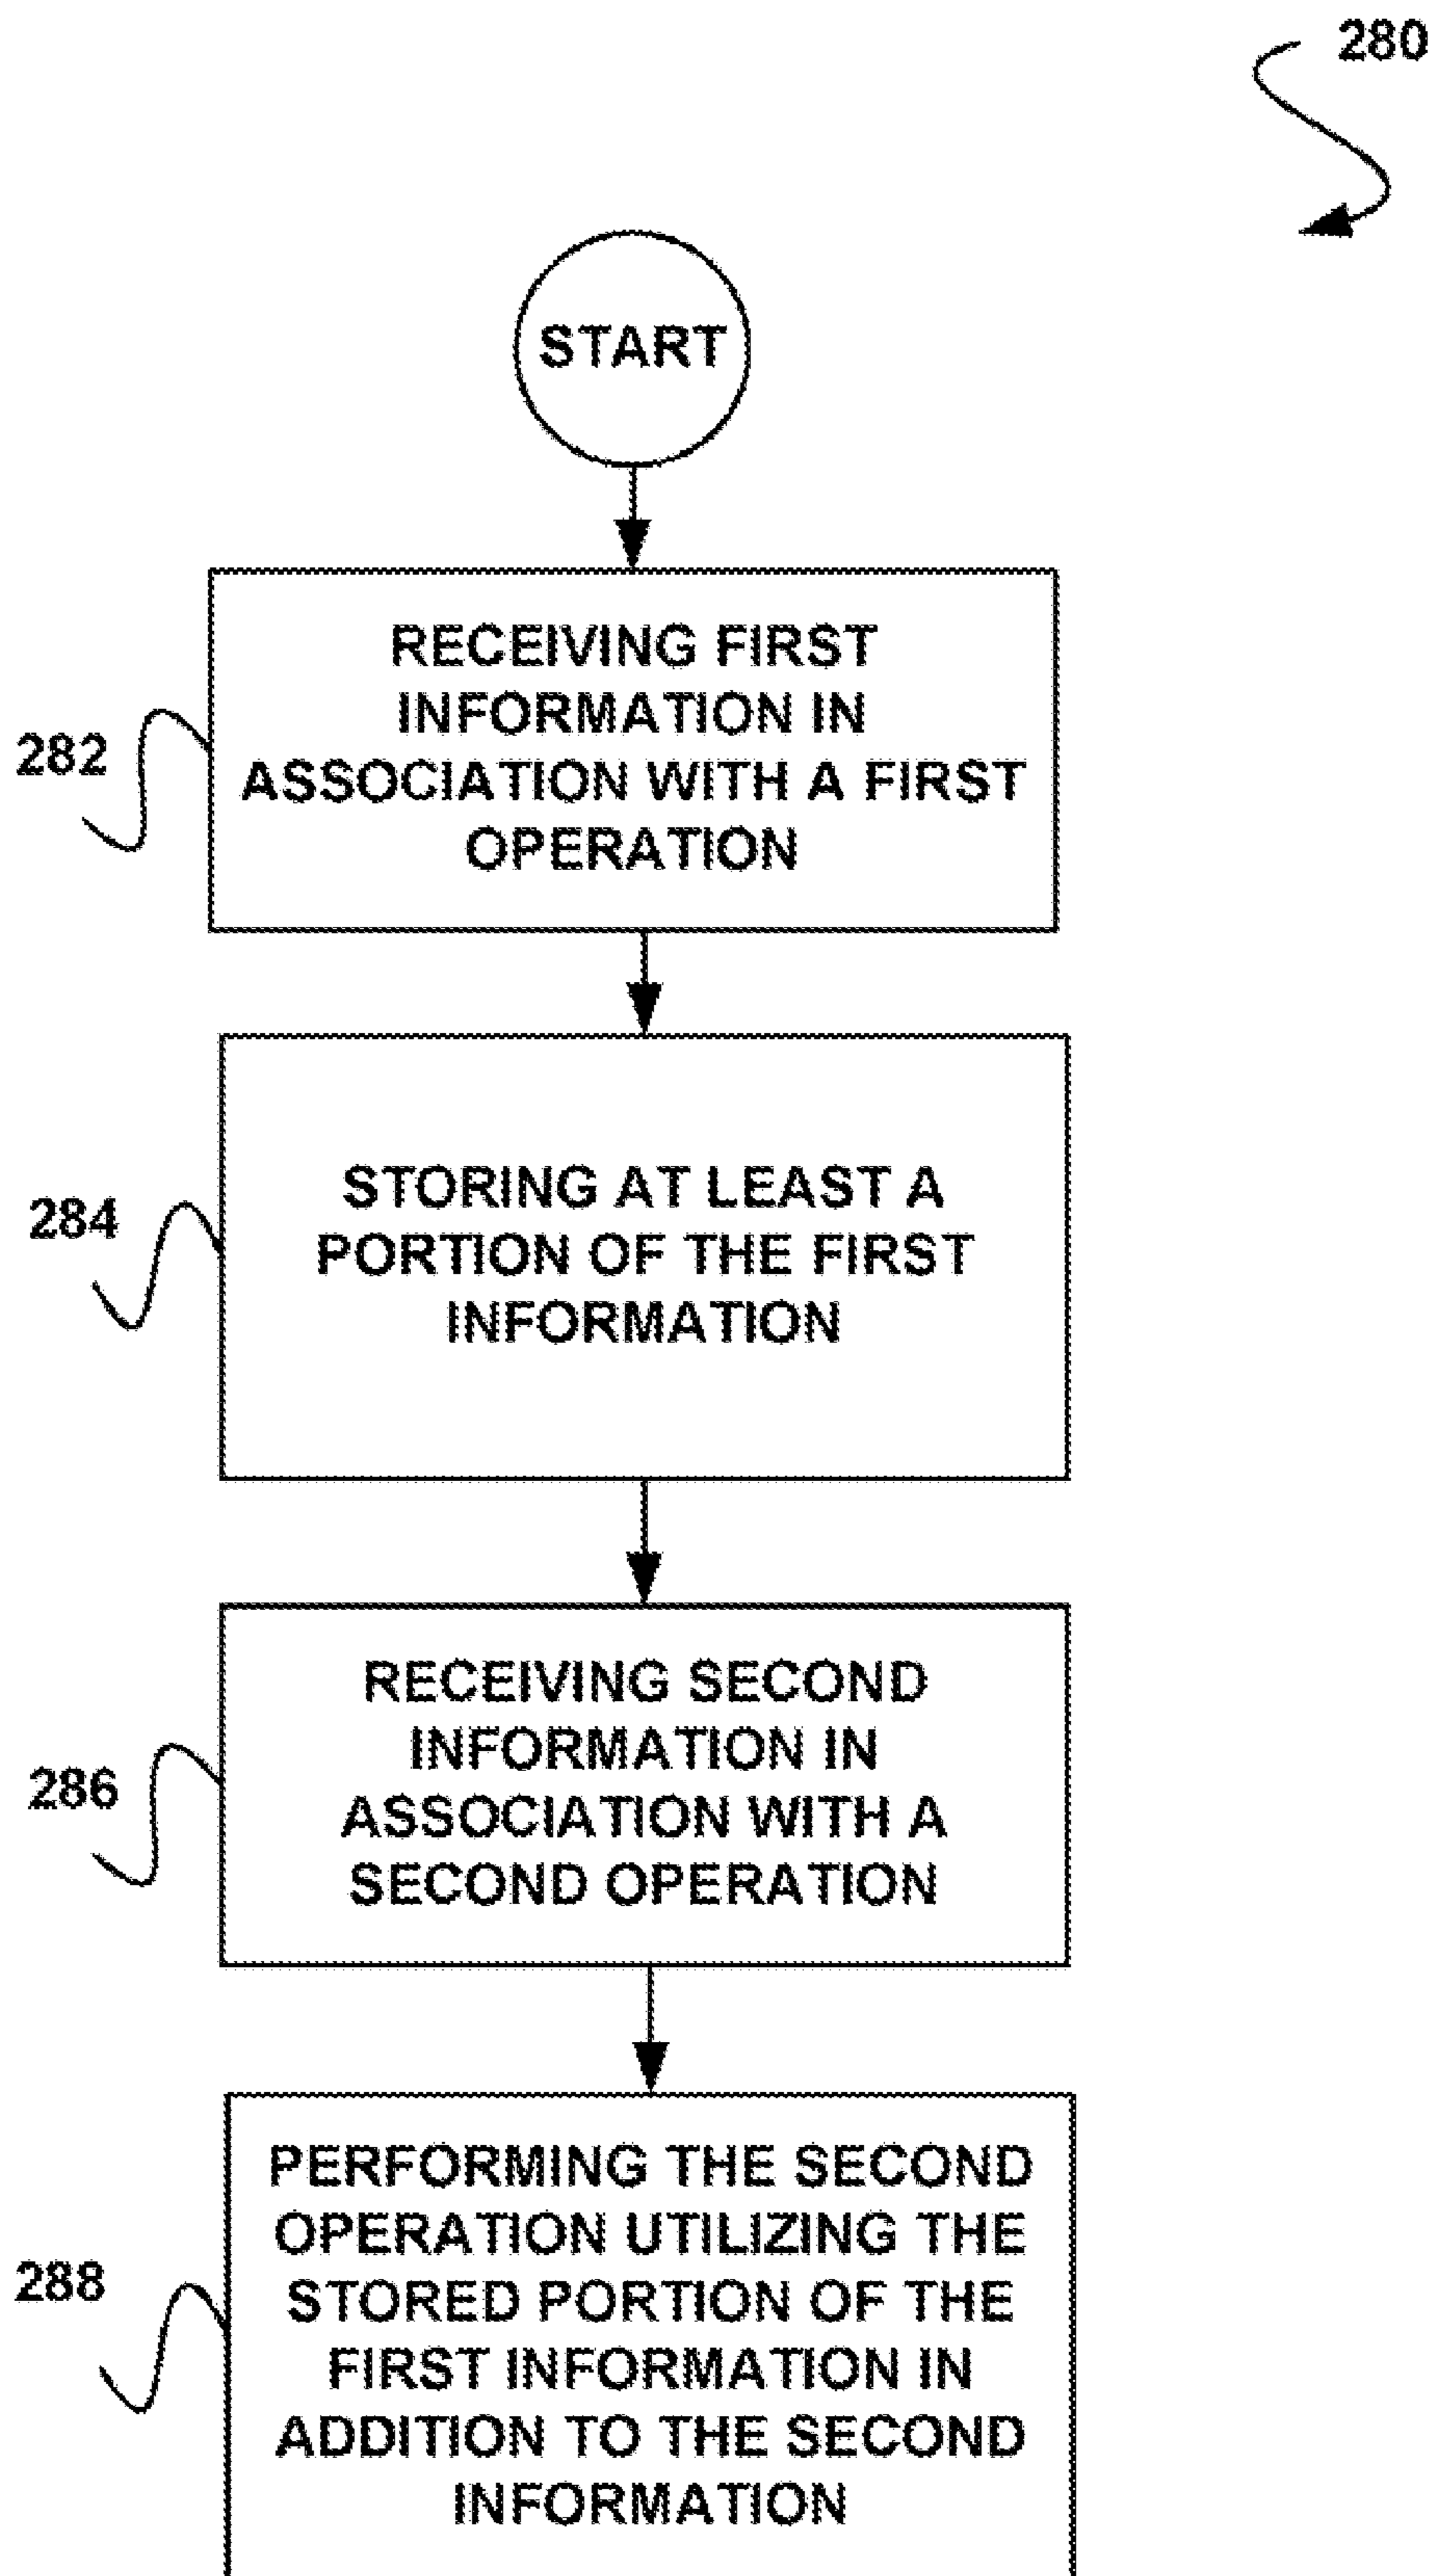 280
START
RECEIVING FIRST
INFORMATION IN
ASSOCIATION WITH A FIRST
OPERATION
282
STORING AT LEAST A
PORTION OF THE FIRST
INFORMATION
284
RECEIVING SECOND
INFORMATION IN
ASSOCIATION WITH A
SECOND OPERATION
286
PERFORMING THE SECOND
OPERATION UTILIZING THE
STORED PORTION OF THE
FIRST INFORMATION IN
ADDITION TO THE SECOND
INFORMATION
288